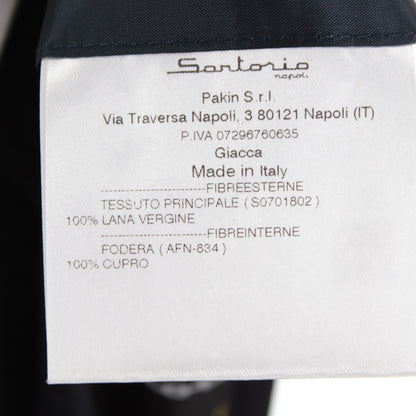 Sartorio
napoli
Pakin S.r.l.
Via Traversa Napoli, 3 80121 Napoli (IT)
P.IVA 07296760635
Giacca
Made in Italy
--------------------------FIBREESTERNE
TESSUTO PRINCIPALE ( S0701802 )
100% LANA VERGINE
--------------------------FIBREINTERNE
FODERA ( AFN-834 )
100% CUPRO